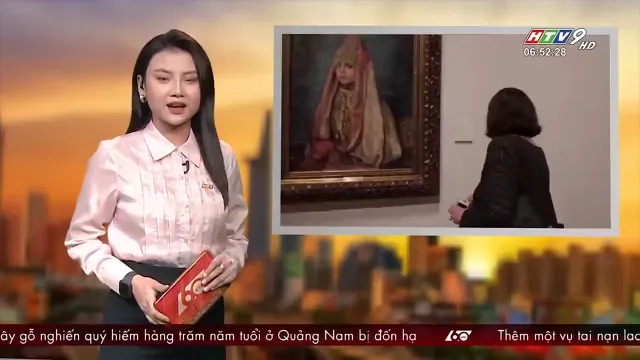 HTV9 HD
06:52:28
ây gỗ nghiến quý hiếm hàng trăm năm tuổi ở Quảng Nam bị đốn hạ
60 Thêm một vụ tai nạn lao